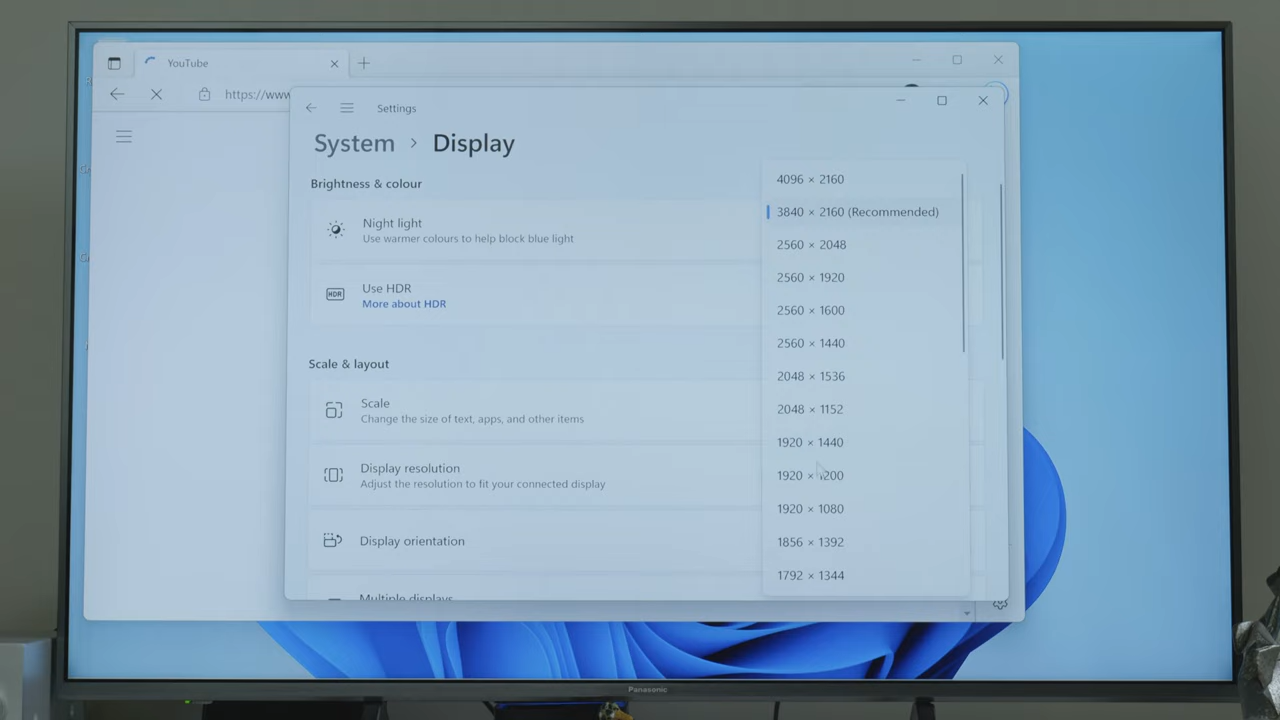 YouTube
https://www
Settings
System > Display
Brightness & colour
Night light
Use warmer colours to help block blue light
HDR
Use HDR
More about HDR
Scale & layout
Scale
Change the size of text, apps, and other items
Display resolution
Adjust the resolution to fit your connected display
Display orientation
Multiple displays
4096 × 2160
3840 × 2160 (Recommended)
2560 × 2048
2560 × 1920
2560 × 1600
2560 × 1440
2048 × 1536
2048 × 1152
1920 × 1440
1920 × 1200
1920 × 1080
1856 × 1392
1792 × 1344
Panasonic